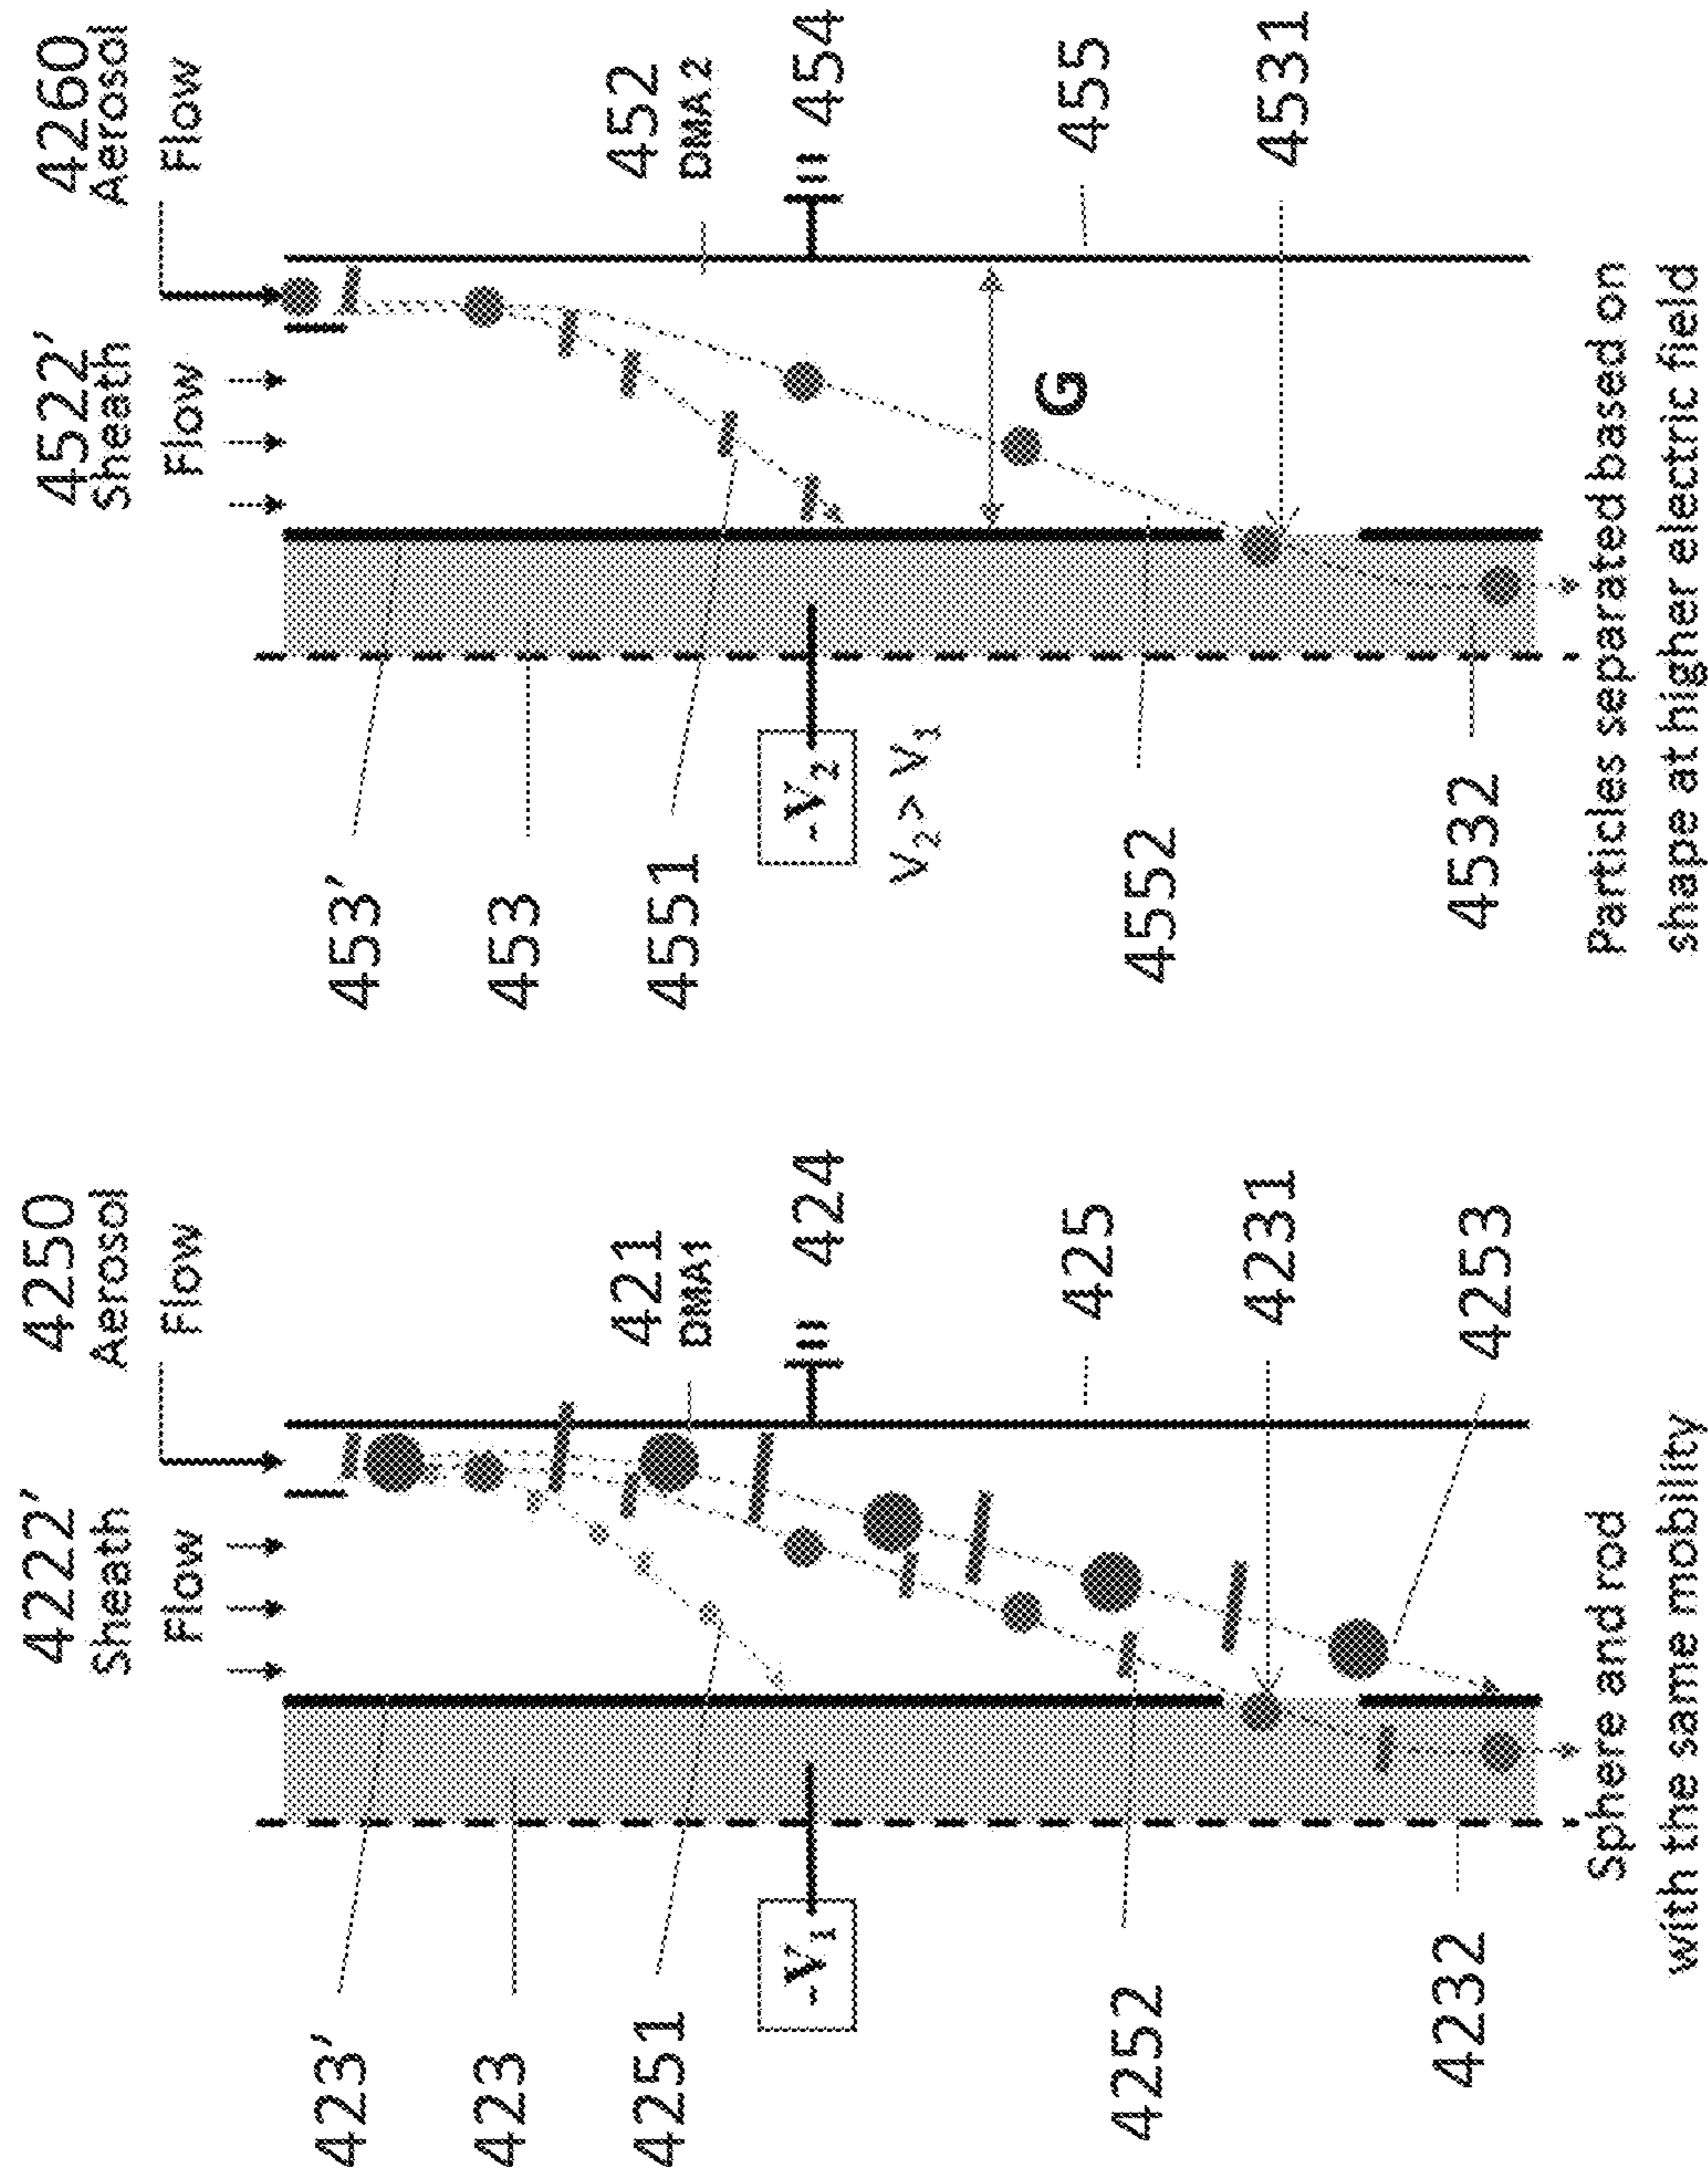 4222'
Sheath
Flow
4250
Aerosol
Flow
423'
423
4251
-V1
4252
4232
421
DMA1
424
425
4231
4253
Sphere and rod
with the same mobility
4522'
Sheath
Flow
4260
Aerosol
Flow
453'
453
4551
-V2
V2 > V1
4552
4532
452
DMA 2
454
G
455
4531
Particles separated based on
shape at higher electric field